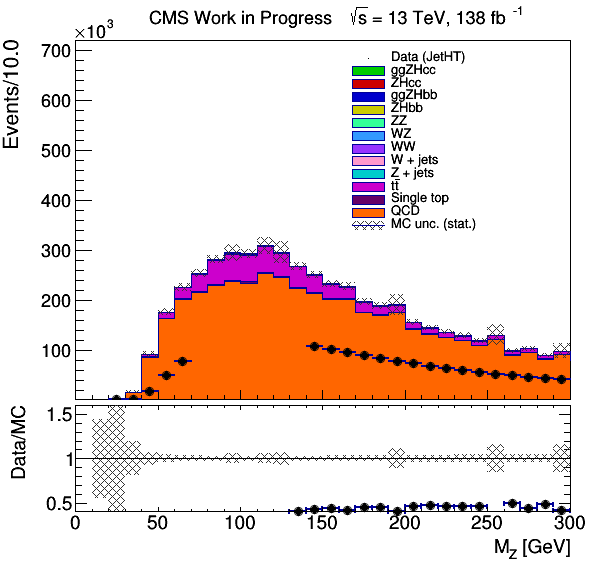 CMS Work in Progress √s = 13 TeV, 138 fb⁻¹
×10³
Events/10.0
700
600
500
400
300
200
100
Data (JetHT)
ggZHcc
ZHcc
ggZHbb
ZHbb
ZZ
WZ
WW
W + jets
Z + jets
tt̄
Single top
QCD
MC unc. (stat.)
Data/MC
1.5
1
0.5
0 50 100 150 200 250 300
M_Z [GeV]